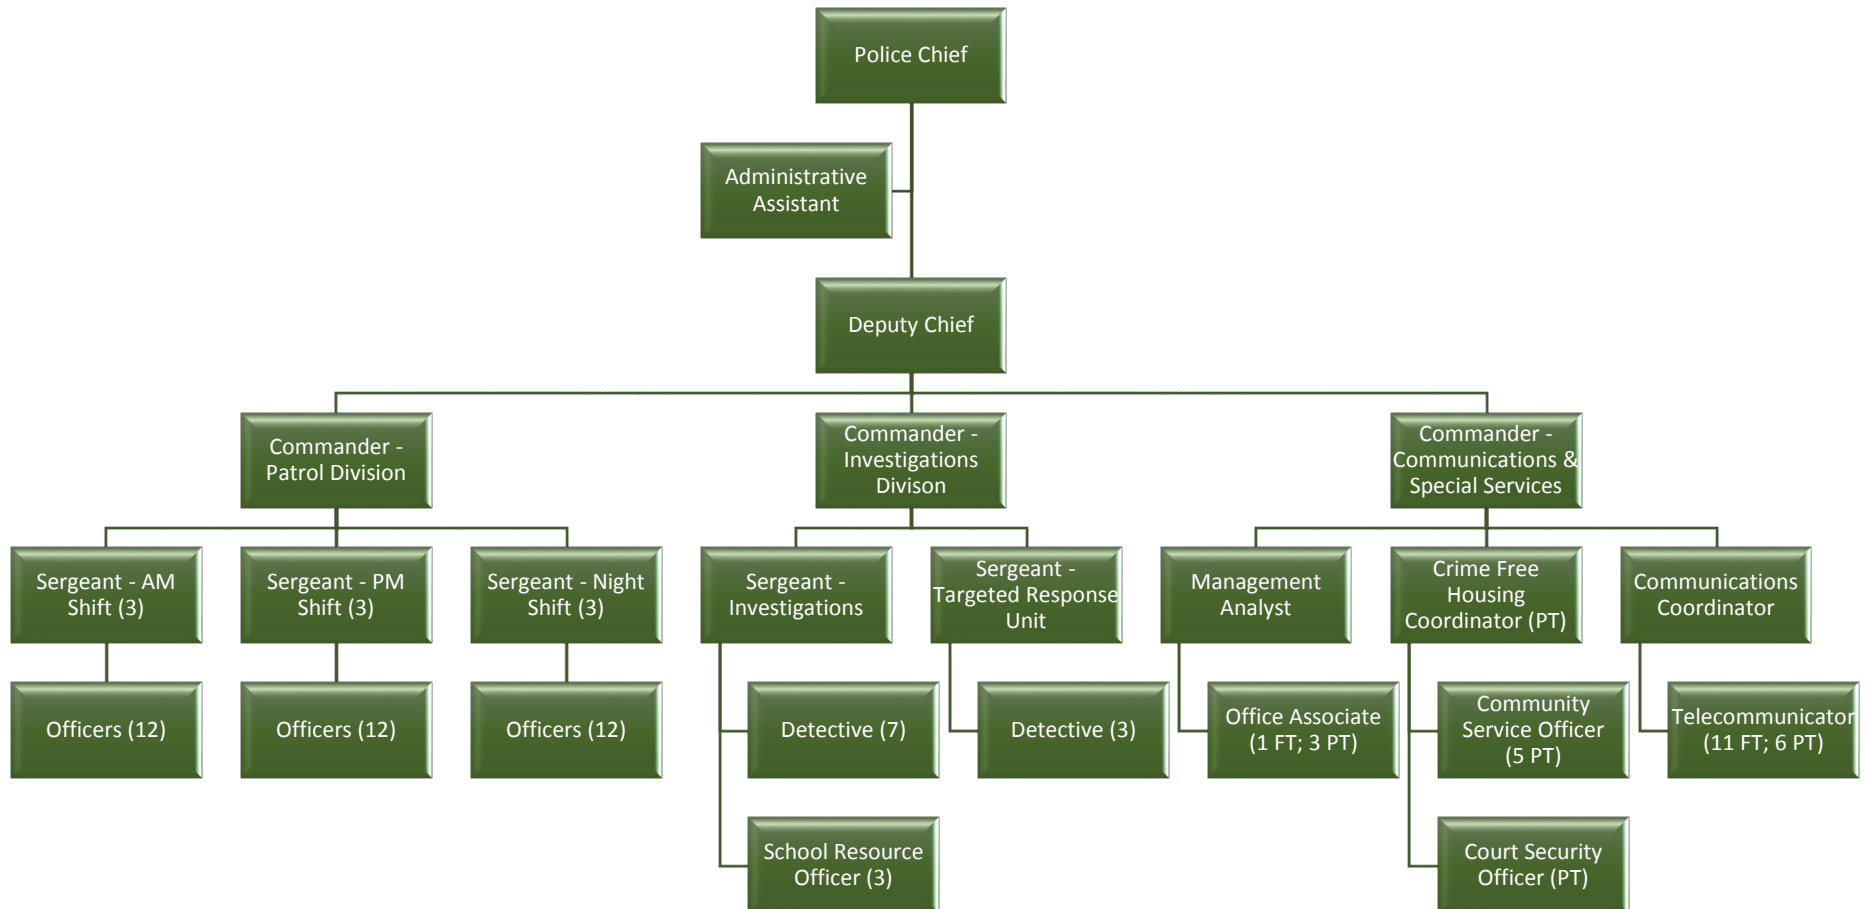 Police Chief
Administrative
Assistant
Deputy Chief
Commander -
Patrol Division
Commander -
Investigations
Divison
Commander -
Communications &
Special Services
Sergeant - AM
Shift (3)
Sergeant - PM
Shift (3)
Sergeant - Night
Shift (3)
Sergeant -
Investigations
Sergeant -
Targeted Response
Unit
Management
Analyst
Crime Free
Housing
Coordinator (PT)
Communications
Coordinator
Officers (12)
Officers (12)
Officers (12)
Detective (7)
Detective (3)
Office Associate
(1 FT; 3 PT)
Community
Service Officer
(5 PT)
Telecommunicator
(11 FT; 6 PT)
School Resource
Officer (3)
Court Security
Officer (PT)